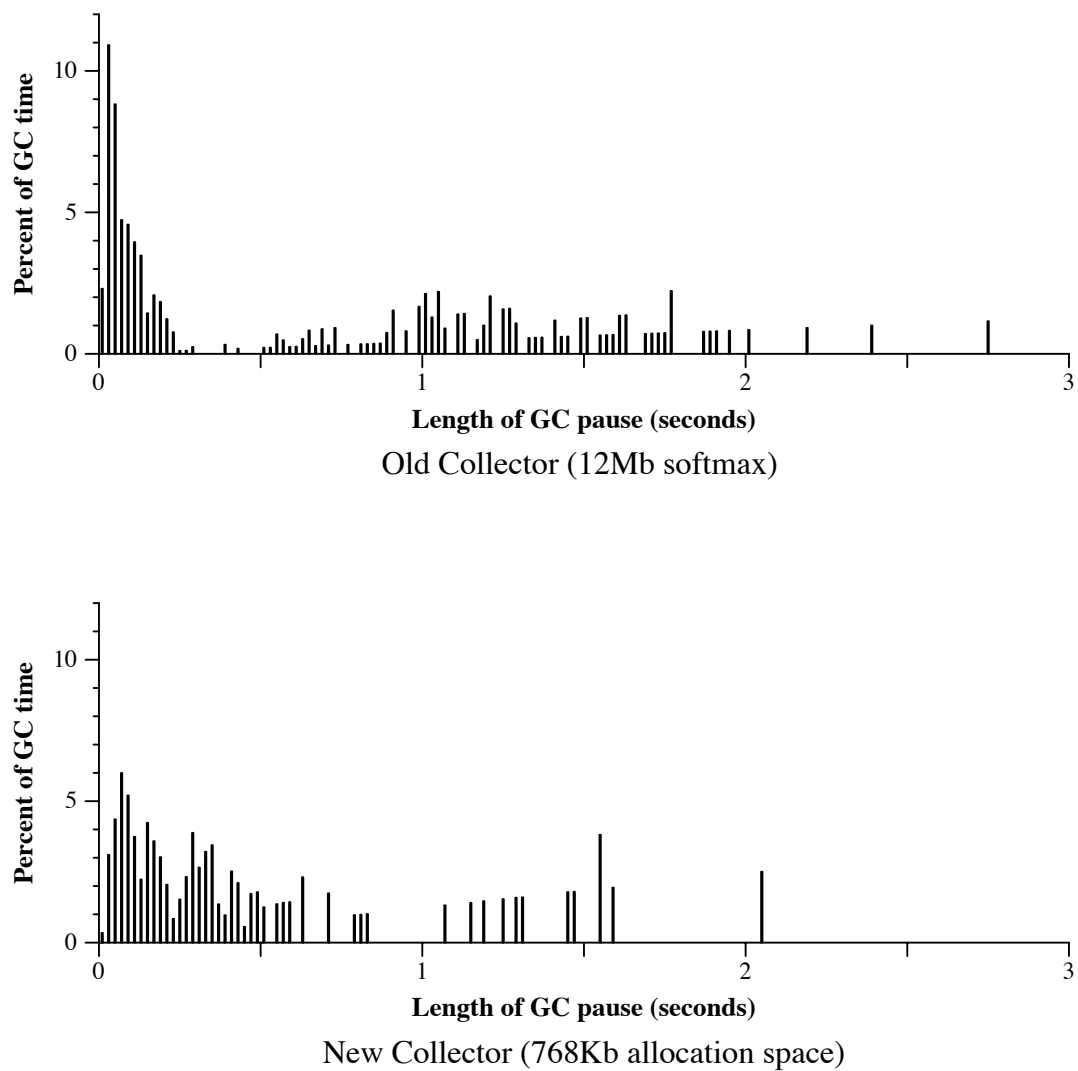 10
5
0
Percent of GC time
0 1 2 3
Length of GC pause (seconds)
Old Collector (12Mb softmax)
10
5
0
Percent of GC time
0 1 2 3
Length of GC pause (seconds)
New Collector (768Kb allocation space)